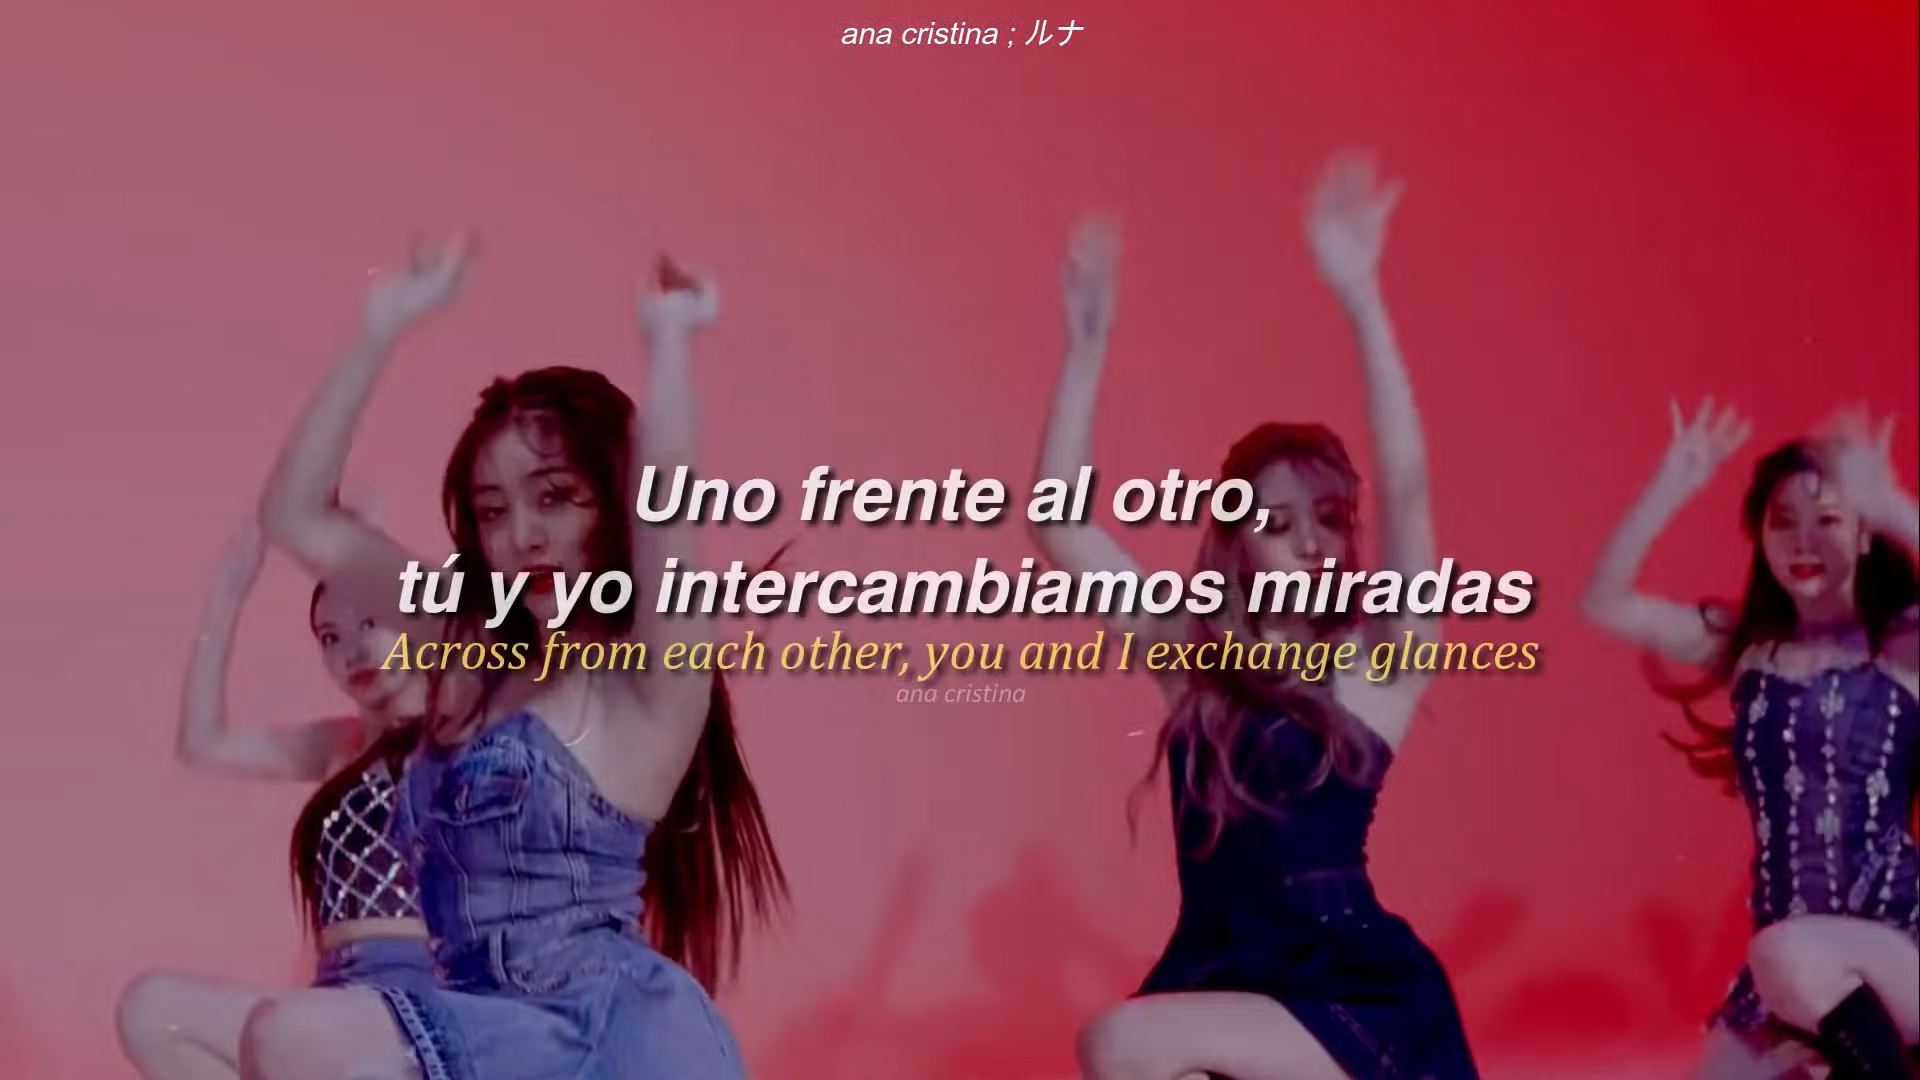 ana cristina ; ルナ
Uno frente al otro,
tú y yo intercambiamos miradas
Across from each other, you and I exchange glances
ana cristina